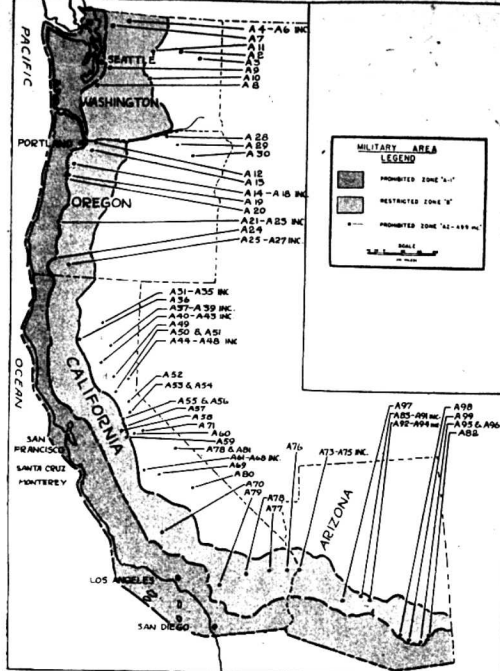 PACIFIC
OCEAN
SEATTLE
WASHINGTON
PORTLAND
OREGON
CALIFORNIA
SAN FRANCISCO
SANTA CRUZ
MONTEREY
LOS ANGELES
SAN DIEGO
ARIZONA
A4-A6 INC
A7
A11
A2
A3
A9
A10
A8
A28
A29
A30
A12
A13
A14-A18 INC
A19
A20
A21-A23 INC
A24
A25-A27 INC
A31-A35 INC
A36
A37-A39 INC.
A40-A43 INC
A49
A50 & A51
A44-A48 INC
A52
A53 & A54
A55 & A56
A57
A58
A71
A60
A59
A78 & A81
A61-A68 INC.
A69
A80
A70
A79
A78
A77
A76
A73-A75 INC.
A97
A83-A91 INC.
A92-A94 INC
A98
A99
A95 & A96
A82
MILITARY AREA
LEGEND
PROHIBITED ZONE "A-1"
RESTRICTED ZONE "B"
PROHIBITED ZONE "A2-A99 INC"
SCALE